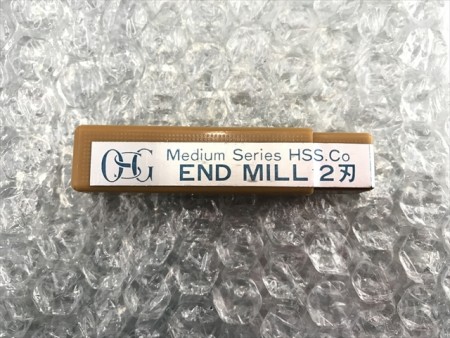 OSG Medium Series HSS.Co
END MILL 2刃